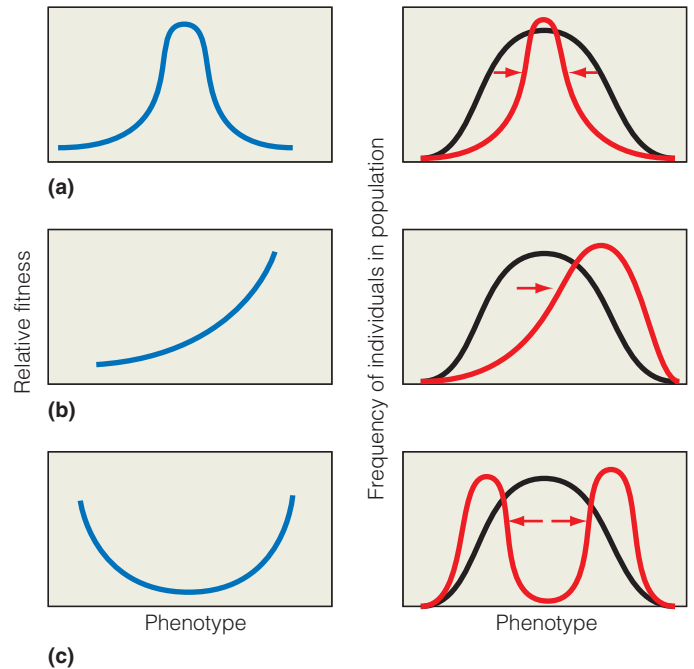 (a)
Relative fitness
Frequency of individuals in population
(b)
Phenotype
Phenotype
(c)